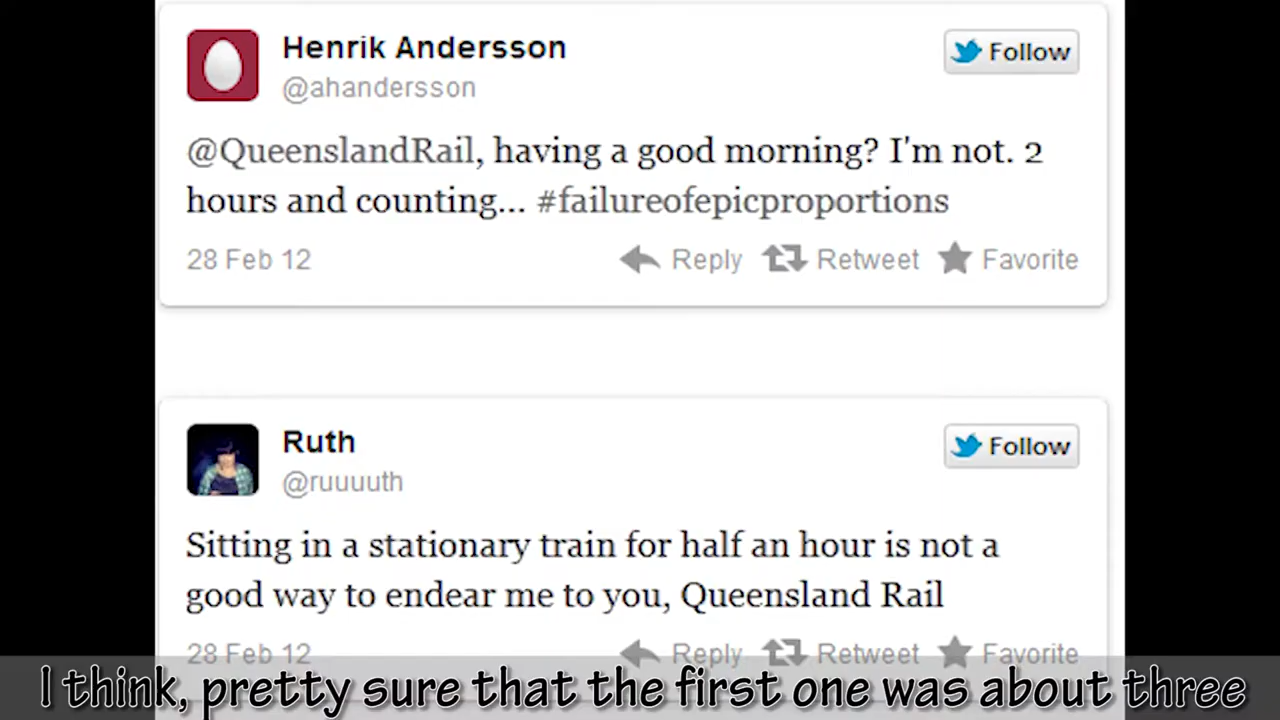 Henrik Andersson
Follow
@ahandersson
@QueenslandRail, having a good morning? I'm not. 2
hours and counting... #failureofepicproportions
28 Feb 12
Reply
Retweet
Favorite
Ruth
Follow
@ruuuuth
Sitting in a stationary train for half an hour is not a
good way to endear me to you, Queensland Rail
28 Feb 12
Reply
Retweet
Favorite
I think, pretty sure that the first one was about three